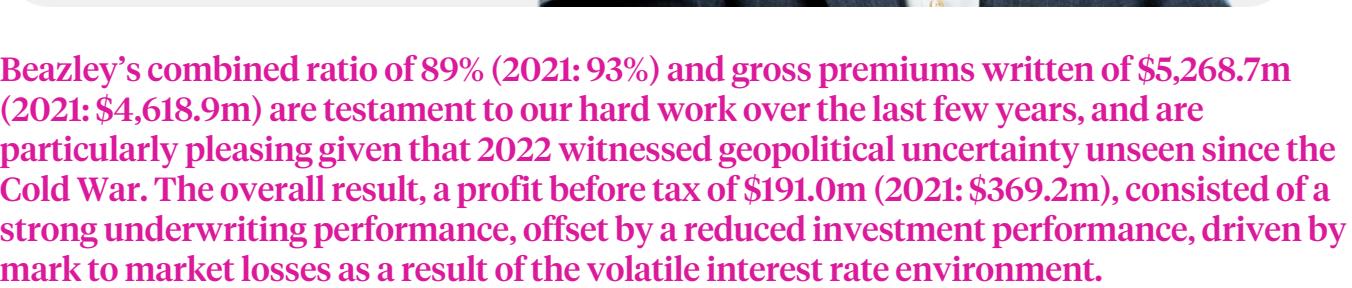 Beazley’s combined ratio of 89% (2021: 93%) and gross premiums written of $5,268.7m
(2021: $4,618.9m) are testament to our hard work over the last few years, and are
particularly pleasing given that 2022 witnessed geopolitical uncertainty unseen since the
Cold War. The overall result, a profit before tax of $191.0m (2021: $369.2m), consisted of a
strong underwriting performance, offset by a reduced investment performance, driven by
mark to market losses as a result of the volatile interest rate environment.